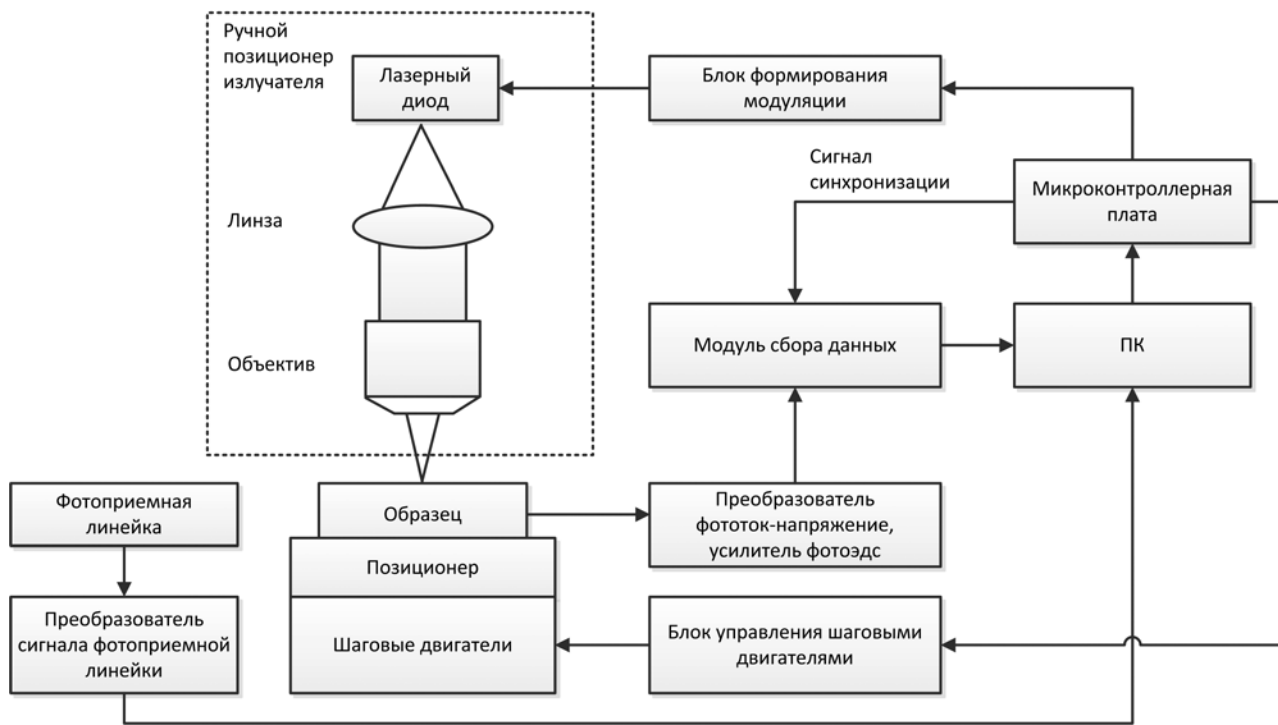 Ручной
позиционер
излучателя
Лазерный
диод
Блок формирования
модуляции
Сигнал
синхронизации
Микроконтроллерная
плата
Линза
Модуль сбора данных
ПК
Объектив
Фотоприемная
линейка
Образец
Преобразователь
фототок-напряжение,
усилитель фотоэдс
Позиционер
Преобразователь
сигнала фотоприемной
линейки
Шаговые двигатели
Блок управления шаговыми
двигателями